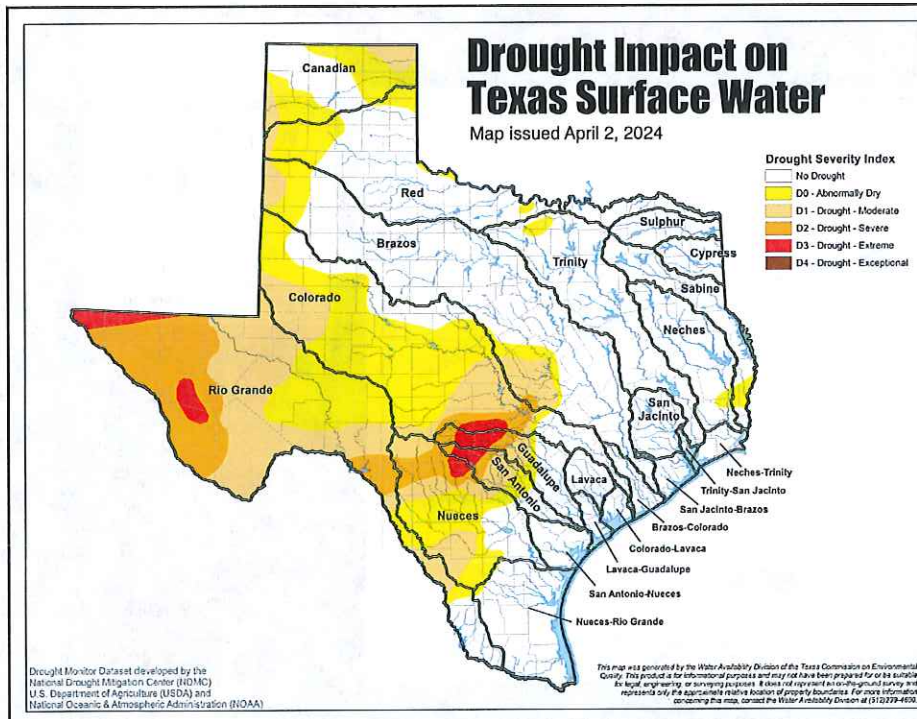 Drought Impact on
Texas Surface Water
Map issued April 2, 2024
Drought Severity Index
No Drought
D0 - Abnormally Dry
D1 - Drought - Moderate
D2 - Drought - Severe
D3 - Drought - Extreme
D4 - Drought - Exceptional
Canadian
Red
Sulphur
Brazos
Cypress
Trinity
Sabine
Colorado
Neches
Rio Grande
San
Jacinto
Guadalupe
San Antonio
Lavaca
Nueces
Neches-Trinity
Trinity-San Jacinto
San Jacinto-Brazos
Brazos-Colorado
Colorado-Lavaca
Lavaca-Guadalupe
San Antonio-Nueces
Nueces-Rio Grande
Drought Monitor Dataset developed by the
National Drought Mitigation Center (NDMC)
U.S. Department of Agriculture (USDA) and
National Oceanic & Atmospheric Administration (NOAA)
This map was generated by the Water Availability Division of the Texas Commission on Environmental
Quality. This product is for informational purposes and may not have been prepared for or be suitable
for legal, engineering, or surveying purposes. It does not represent an on-the-ground survey and
represents only the approximate relative location of property boundaries. For more information
concerning this map, contact the Water Availability Division at (512)239-4600.